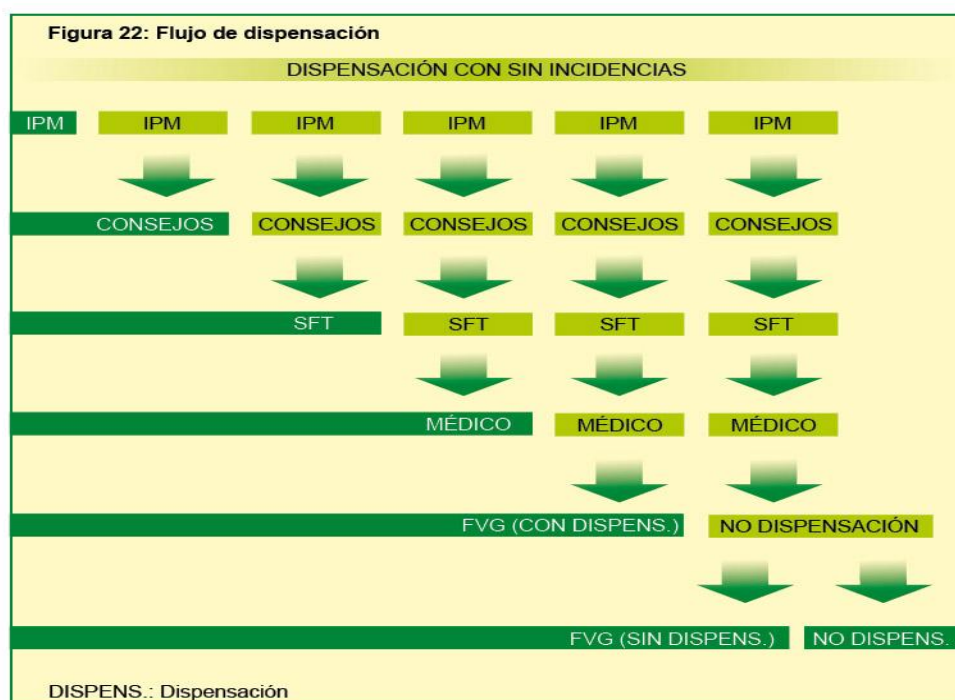 Figura 22: Flujo de dispensación
DISPENSACIÓN CON SIN INCIDENCIAS
IPM IPM IPM IPM IPM IPM
CONSEJOS CONSEJOS CONSEJOS CONSEJOS CONSEJOS
SFT SFT SFT SFT
MÉDICO MÉDICO MÉDICO
FVG (CON DISPENS.) NO DISPENSACIÓN
FVG (SIN DISPENS.) NO DISPENS.
DISPENS.: Dispensación